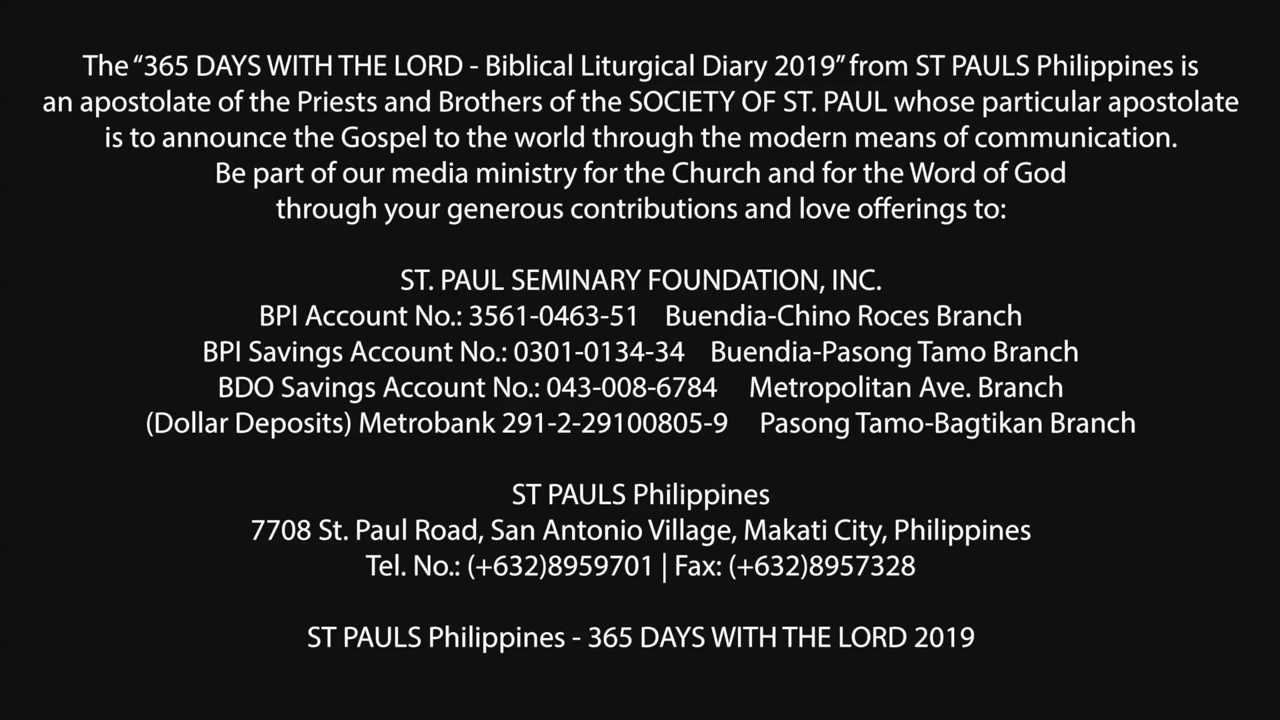 The “365 DAYS WITH THE LORD - Biblical Liturgical Diary 2019” from ST PAULS Philippines is
an apostolate of the Priests and Brothers of the SOCIETY OF ST. PAUL whose particular apostolate
is to announce the Gospel to the world through the modern means of communication.
Be part of our media ministry for the Church and for the Word of God
through your generous contributions and love offerings to:
ST. PAUL SEMINARY FOUNDATION, INC.
BPI Account No.: 3561-0463-51 Buendia-Chino Roces Branch
BPI Savings Account No.: 0301-0134-34 Buendia-Pasong Tamo Branch
BDO Savings Account No.: 043-008-6784 Metropolitan Ave. Branch
(Dollar Deposits) Metrobank 291-2-29100805-9 Pasong Tamo-Bagtikan Branch
ST PAULS Philippines
7708 St. Paul Road, San Antonio Village, Makati City, Philippines
Tel. No.: (+632)8959701 | Fax: (+632)8957328
ST PAULS Philippines - 365 DAYS WITH THE LORD 2019